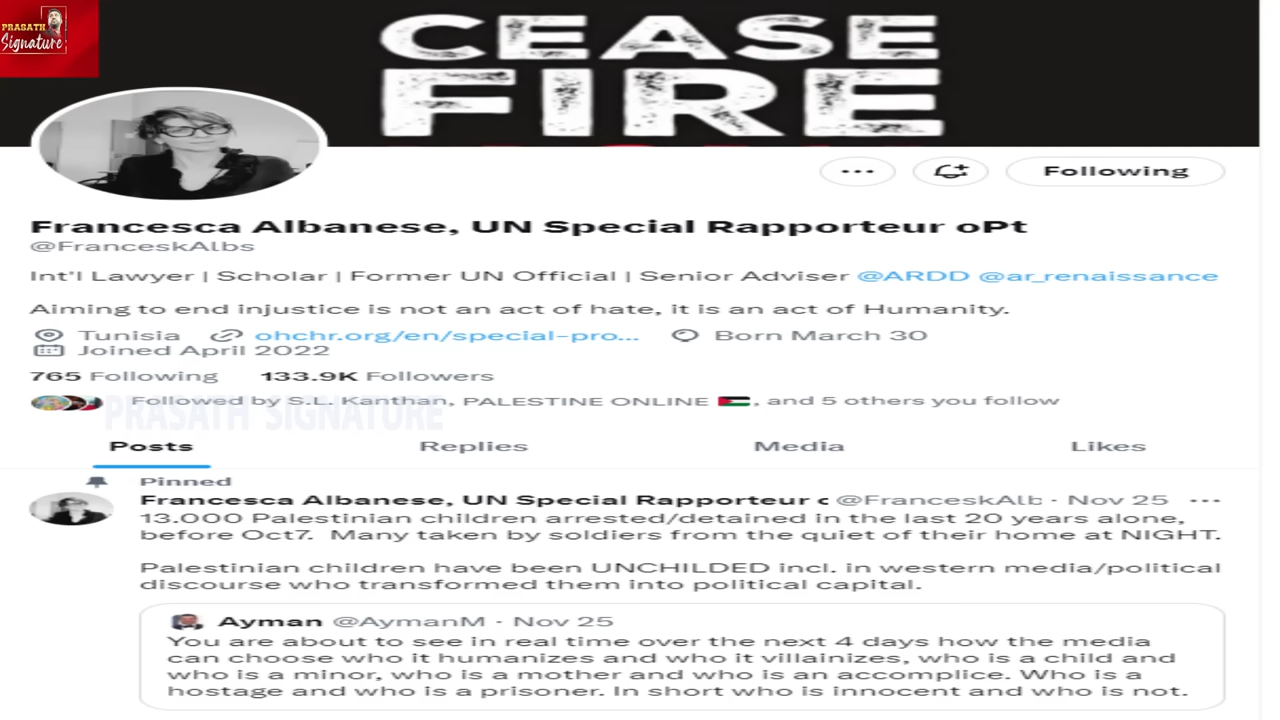 PRASATH
Signature
CEASE
FIRE
Following
Francesca Albanese, UN Special Rapporteur oPt
@FranceskAlbs
Int'l Lawyer | Scholar | Former UN Official | Senior Adviser @ARDD @ar_renaissance
Aiming to end injustice is not an act of hate, it is an act of Humanity.
Tunisia ohchr.org/en/special-pro... Born March 30
Joined April 2022
765 Following 133.9K Followers
Followed by S.L. Kanthan, PALESTINE ONLINE 🇵🇸, and 5 others you follow
PRASATH SIGNATURE
Posts Replies Media Likes
Pinned
Francesca Albanese, UN Special Rapporteur @FranceskAlb · Nov 25 ···
13.000 Palestinian children arrested/detained in the last 20 years alone,
before Oct7. Many taken by soldiers from the quiet of their home at NIGHT.
Palestinian children have been UNCHILDED incl. in western media/political
discourse who transformed them into political capital.
Ayman @AymanM · Nov 25
You are about to see in real time over the next 4 days how the media
can choose who it humanizes and who it villainizes, who is a child and
who is a minor, who is a mother and who is an accomplice. Who is a
hostage and who is a prisoner. In short who is innocent and who is not.